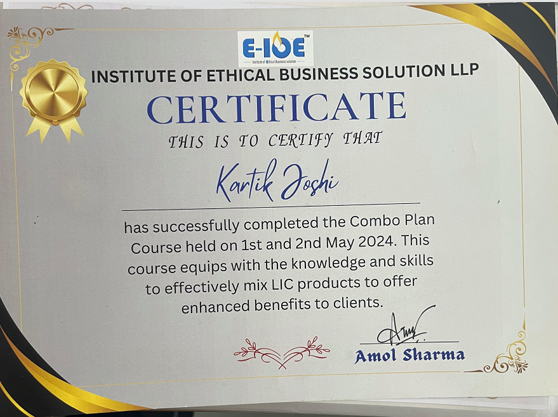 E-IOE™
INSTITUTE OF ETHICAL BUSINESS SOLUTION LLP
CERTIFICATE
THIS IS TO CERTIFY THAT
Kartik Joshi
has successfully completed the Combo Plan
Course held on 1st and 2nd May 2024. This
course equips with the knowledge and skills
to effectively mix LIC products to offer
enhanced benefits to clients.
Amol Sharma